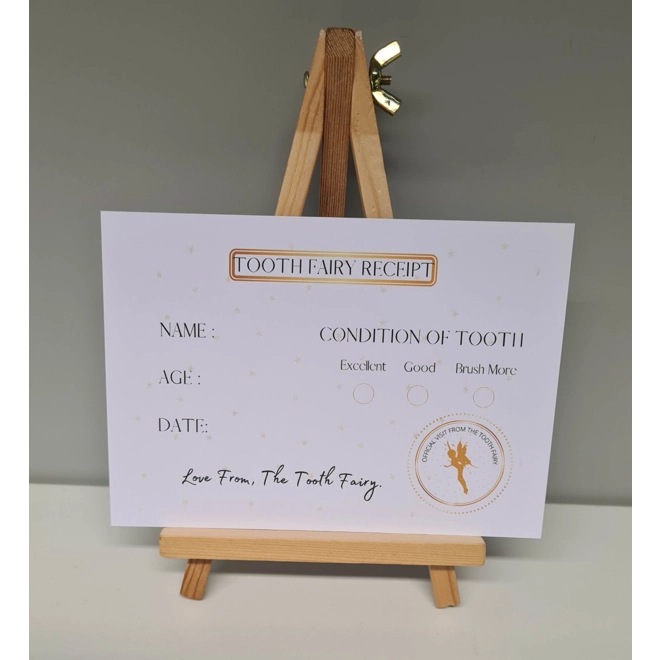 TOOTH FAIRY RECEIPT
NAME :
AGE :
DATE:
CONDITION OF TOOTH
Excellent Good Brush More
Love From, The Tooth Fairy.
OFFICIAL VISIT FROM THE TOOTH FAIRY